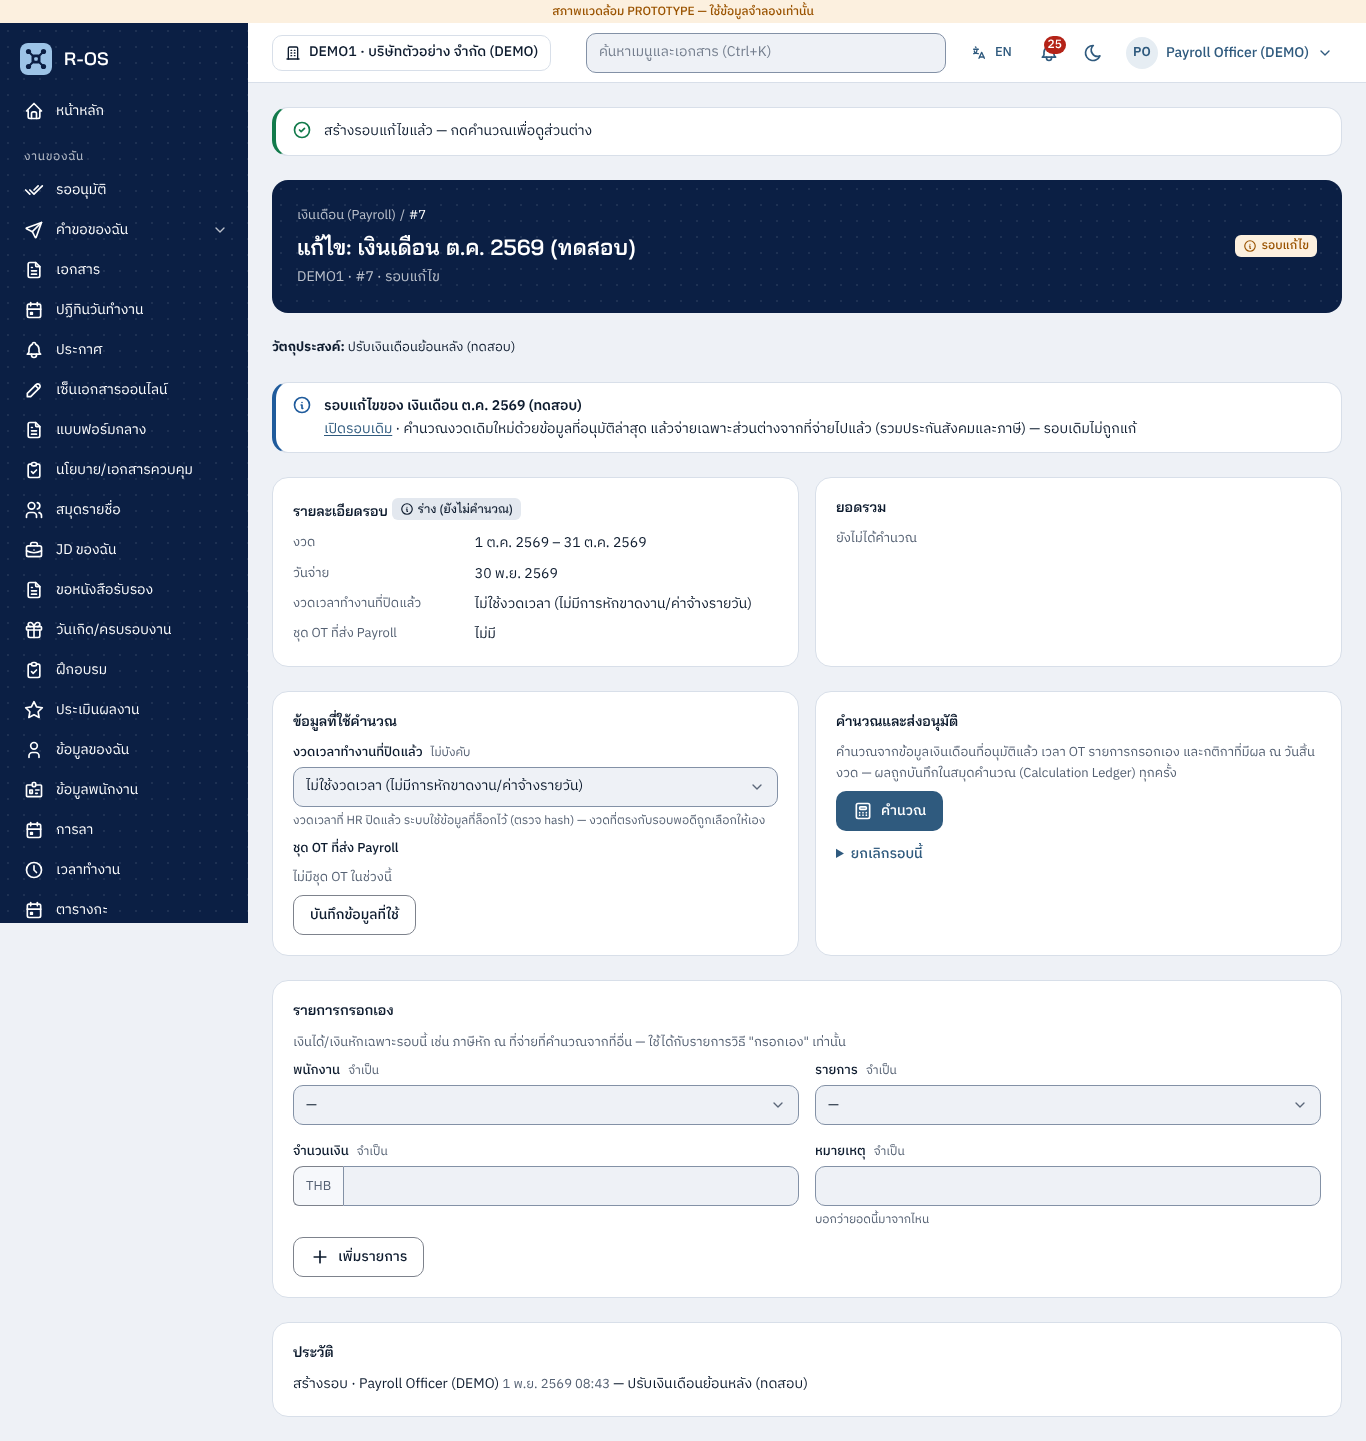 สภาพแวดล้อม PROTOTYPE — ใช้ข้อมูลจำลองเท่านั้น
R-OS
DEMO1 · บริษัทตัวอย่าง จำกัด (DEMO)
ค้นหาเมนูและเอกสาร (Ctrl+K)
EN
25
PO
Payroll Officer (DEMO)
หน้าหลัก
งานของฉัน
รออนุมัติ
คำขอของฉัน
เอกสาร
ปฏิทินวันทำงาน
ประกาศ
เซ็นเอกสารออนไลน์
แบบฟอร์มกลาง
นโยบาย/เอกสารควบคุม
สมุดรายชื่อ
JD ของฉัน
ขอหนังสือรับรอง
วันเกิด/ครบรอบงาน
ฝึกอบรม
ประเมินผลงาน
ข้อมูลของฉัน
ข้อมูลพนักงาน
การลา
เวลาทำงาน
ตารางกะ
สร้างรอบแก้ไขแล้ว — กดคำนวณเพื่อดูส่วนต่าง
เงินเดือน (Payroll) / #7
แก้ไข: เงินเดือน ต.ค. 2569 (ทดสอบ)
DEMO1 · #7 · รอบแก้ไข
รอบแก้ไข
วัตถุประสงค์: ปรับเงินเดือนย้อนหลัง (ทดสอบ)
รอบแก้ไขของ เงินเดือน ต.ค. 2569 (ทดสอบ)
เปิดรอบเดิม · คำนวณงวดเดิมใหม่ด้วยข้อมูลที่อนุมัติล่าสุด แล้วจ่ายเฉพาะส่วนต่างจากที่จ่ายไปแล้ว (รวมประกันสังคมและภาษี) — รอบเดิมไม่ถูกแก้
รายละเอียดรอบ ร่าง (ยังไม่คำนวณ)
งวด 1 ต.ค. 2569 – 31 ต.ค. 2569
วันจ่าย 30 พ.ย. 2569
งวดเวลาทำงานที่ปิดแล้ว ไม่ใช้งวดเวลา (ไม่มีการหักขาดงาน/ค่าจ้างรายวัน)
ชุด OT ที่ส่ง Payroll ไม่มี
ยอดรวม
ยังไม่ได้คำนวณ
ข้อมูลที่ใช้คำนวณ
งวดเวลาทำงานที่ปิดแล้ว ไม่บังคับ
ไม่ใช้งวดเวลา (ไม่มีการหักขาดงาน/ค่าจ้างรายวัน)
งวดเวลาที่ HR ปิดแล้ว ระบบใช้ข้อมูลที่ล็อกไว้ (ตรวจ hash) — งวดที่ตรงกับรอบพอดีถูกเลือกให้เอง
ชุด OT ที่ส่ง Payroll
ไม่มีชุด OT ในช่วงนี้
บันทึกข้อมูลที่ใช้
คำนวณและส่งอนุมัติ
คำนวณจากข้อมูลเงินเดือนที่อนุมัติแล้ว เวลา OT รายการกรอกเอง และกติกาที่มีผล ณ วันสิ้น
งวด — ผลถูกบันทึกในสมุดคำนวณ (Calculation Ledger) ทุกครั้ง
คำนวณ
ยกเลิกรอบนี้
รายการกรอกเอง
เงินได้/เงินหักเฉพาะรอบนี้ เช่น ภาษีหัก ณ ที่จ่ายที่คำนวณจากที่อื่น — ใช้ได้กับรายการวิธี "กรอกเอง" เท่านั้น
พนักงาน จำเป็น
—
รายการ จำเป็น
—
จำนวนเงิน จำเป็น
THB
หมายเหตุ จำเป็น
บอกว่ายอดนี้มาจากไหน
เพิ่มรายการ
ประวัติ
สร้างรอบ · Payroll Officer (DEMO) 1 พ.ย. 2569 08:43 — ปรับเงินเดือนย้อนหลัง (ทดสอบ)